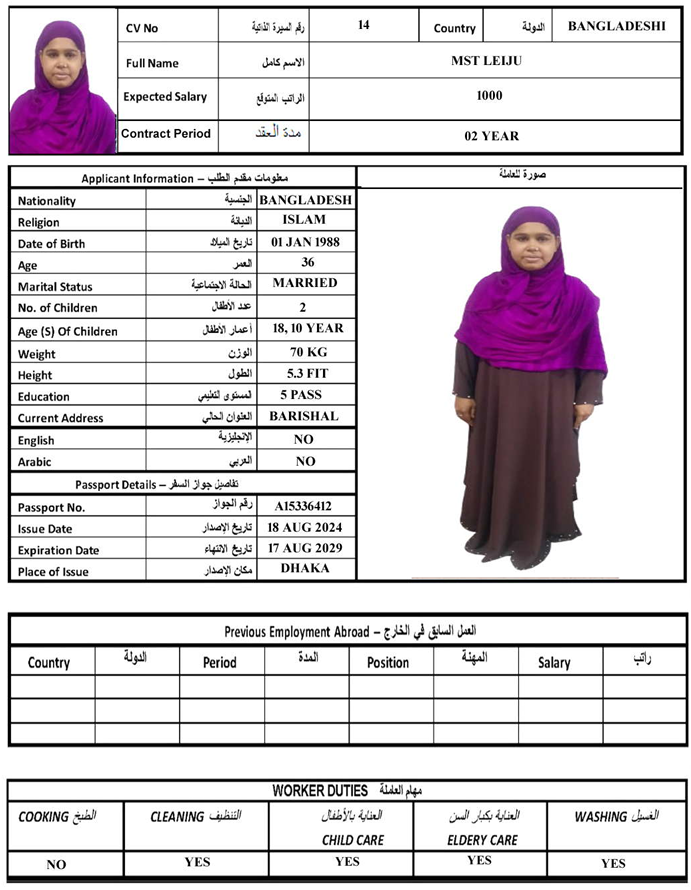 CV No رقم السيرة الذاتية 14 Country الدولة BANGLADESHI
Full Name الاسم كامل MST LEIJU
Expected Salary الراتب المتوقع 1000
Contract Period مدة العقد 02 YEAR
Applicant Information – معلومات مقدم الطلب
صورة للعاملة
Nationality الجنسية BANGLADESH
Religion الديانة ISLAM
Date of Birth تاريخ الميلاد 01 JAN 1988
Age العمر 36
Marital Status الحالة الاجتماعية MARRIED
No. of Children عدد الأطفال 2
Age (S) Of Children أعمار الأطفال 18, 10 YEAR
Weight الوزن 70 KG
Height الطول 5.3 FIT
Education المستوى التعليمي 5 PASS
Current Address العنوان الحالي BARISHAL
English الإنجليزية NO
Arabic العربي NO
Passport Details – تفاصيل جواز السفر
Passport No. رقم الجواز A15336412
Issue Date تاريخ الإصدار 18 AUG 2024
Expiration Date تاريخ الانتهاء 17 AUG 2029
Place of Issue مكان الإصدار DHAKA
Previous Employment Abroad – العمل السابق في الخارج
Country الدولة Period المدة Position المهنة Salary راتب
WORKER DUTIES مهام العاملة
COOKING الطبخ CLEANING التنظيف العناية بالأطفال العناية بكبار السن WASHING الغسيل
CHILD CARE ELDERY CARE
NO YES YES YES YES